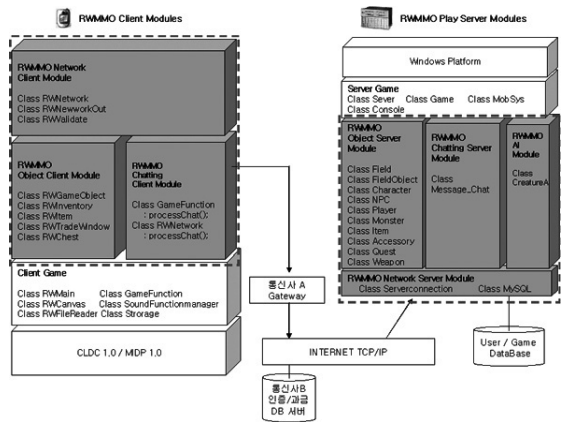 RWMMO Client Modules
RWMMO Network
Client Module
Class RWNetwork
Class RWNewworkOut
Class RWValidate
RWMMO
Object Client Module
Class RWGameObject
Class RWInventory
Class RWItem
Class RWTradeWindow
Class RWChest
RWMMO
Chatting
Client Module
Class GameFunction
: processChat();
Class RWNetwork
: processChat();
Client Game
Class RWMain Class GameFunction
Class RWCanvas Class SoundFunctionmanager
Class RWFileReader Class Strorage
CLDC 1.0 / MIDP 1.0
통신사 A
Gateway
INTERNET TCP/IP
통신사B
인증/과금
DB 서버
RWMMO Play Server Modules
Windows Platform
Server Game
Class Sever Class Game Class MobSys
Class Console
RWMMO
Object Server
Module
Class Field
Class FieldObject
Class Character
Class NPC
Class Player
Class Monster
Class Item
Class Accessory
Class Quest
Class Weapon
RWMMO
Chatting Server
Module
Class
Message_Chat
RWMMO
AI
Module
Class
CreatureA
RWMMO Network Server Module
Class Serverconnection Class MySQL
User / Game
DataBase